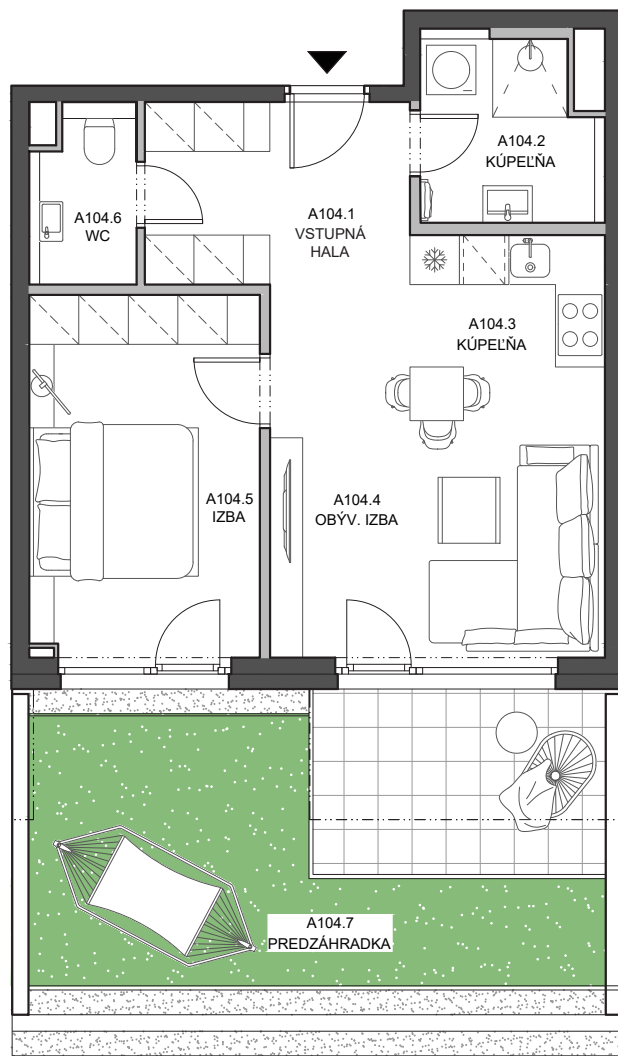 A104.2
KÚPEĽŇA
A104.6
WC
A104.1
VSTUPNÁ
HALA
A104.3
KÚPEĽŇA
A104.5
IZBA
A104.4
OBÝV. IZBA
A104.7
PREDZÁHRADKA